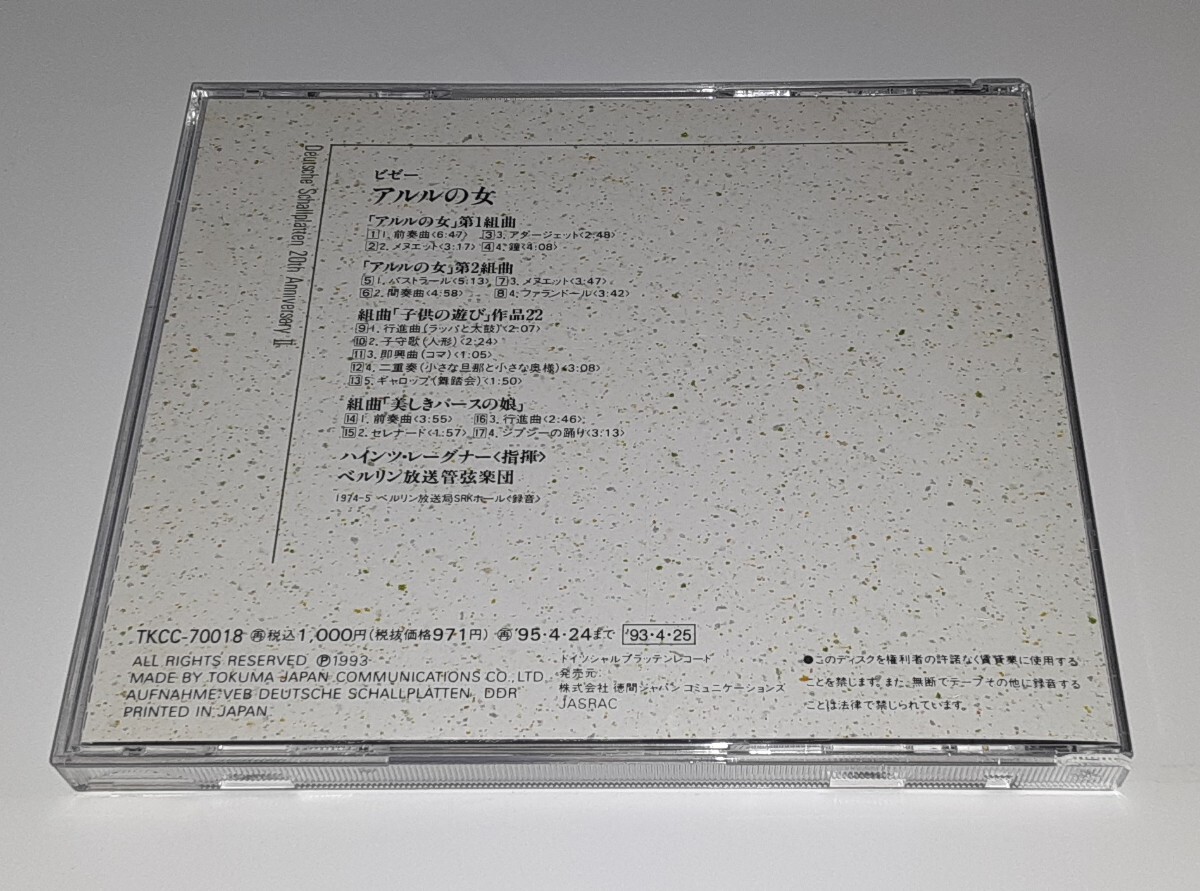 Deutsche Schallplatten 20th Anniversary II
ビゼー
アルルの女
「アルルの女」第1組曲
1 1. 前奏曲〈6:47〉 3 3. アダージェット〈2:48〉
2 2. メヌエット〈3:17〉 4 4. 鐘〈4:08〉
「アルルの女」第2組曲
5 1. パストラール〈5:13〉 7 3. メヌエット〈3:47〉
6 2. 間奏曲〈4:58〉 8 4. ファランドール〈3:42〉
組曲「子供の遊び」作品22
9 1. 行進曲(ラッパと太鼓)〈2:07〉
10 2. 子守歌(人形)〈2:24〉
11 3. 即興曲(コマ)〈1:05〉
12 4. 二重奏(小さな旦那と小さな奥様)〈3:08〉
13 5. ギャロップ(舞踏会)〈1:50〉
組曲「美しきパースの娘」
14 1. 前奏曲〈3:55〉 16 3. 行進曲〈2:46〉
15 2. セレナード〈1:57〉 17 4. ジプジーの踊り〈3:13〉
ハインツ・レーグナー〈指揮〉
ベルリン放送管弦楽団
1974-5 ベルリン放送局SRKホール〈録音〉
TKCC-70018 ㊢税込1,000円(税抜価格971円) ㊢'95・4・24まで '93・4・25
ALL RIGHTS RESERVED Ⓟ1993
MADE BY TOKUMA JAPAN COMMUNICATIONS CO., LTD.
AUFNAHME:VEB DEUTSCHE SCHALLPLATTEN, DDR
PRINTED IN JAPAN
ドイツシャルプラッテンレコード
発売元:
株式会社 徳間ジャパン コミュニケーションズ
JASRAC
●このディスクを権利者の許諾なく賃貸業に使用する
ことを禁じます。また、無断でテープその他に録音する
ことは法律で禁じられています。